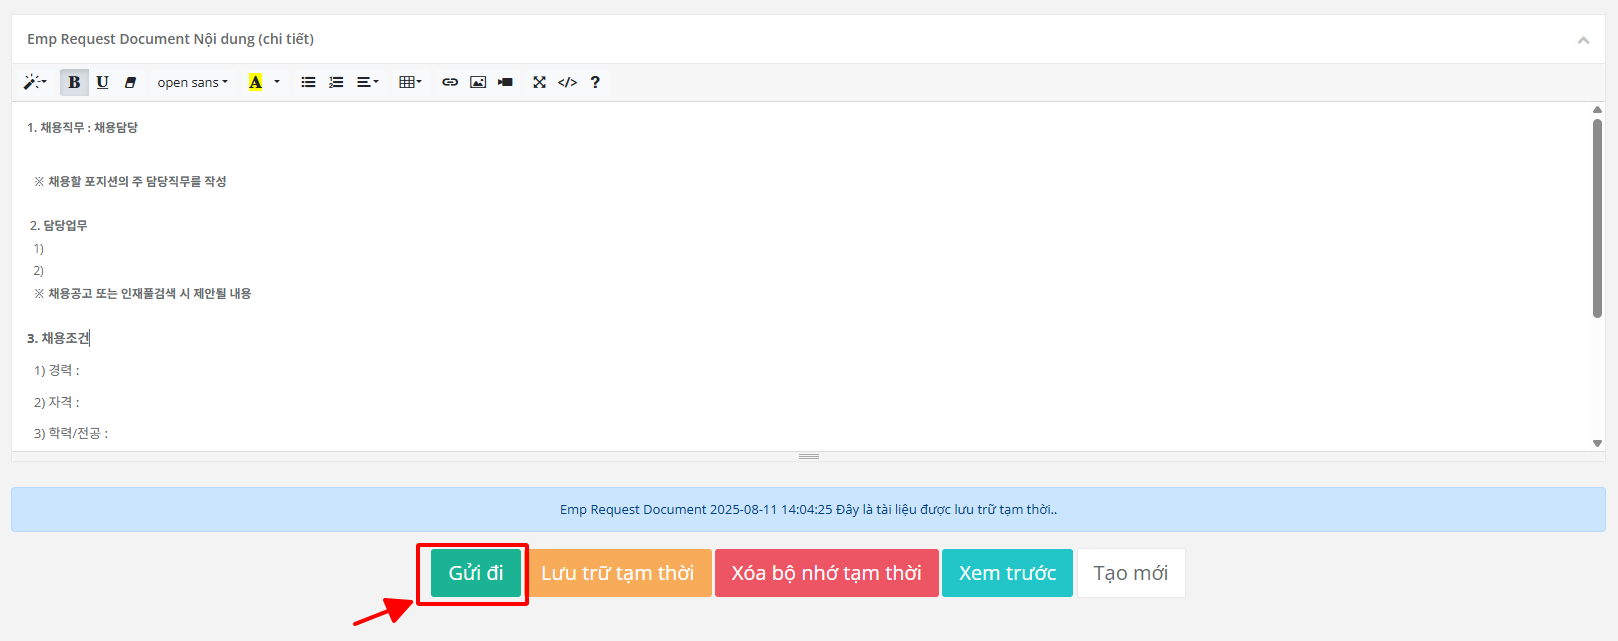 Emp Request Document Nội dung (chi tiết)
B U open sans A </> ?
1. 채용직무 : 채용담당
※ 채용할 포지션의 주 담당직무를 작성
2. 담당업무
1)
2)
※ 채용공고 또는 인재풀검색 시 제안될 내용
3. 채용조건
1) 경력 :
2) 자격 :
3) 학력/전공 :
Emp Request Document 2025-08-11 14:04:25 Đây là tài liệu được lưu trữ tạm thời..
Gửi đi Lưu trữ tạm thời Xóa bộ nhớ tạm thời Xem trước Tạo mới